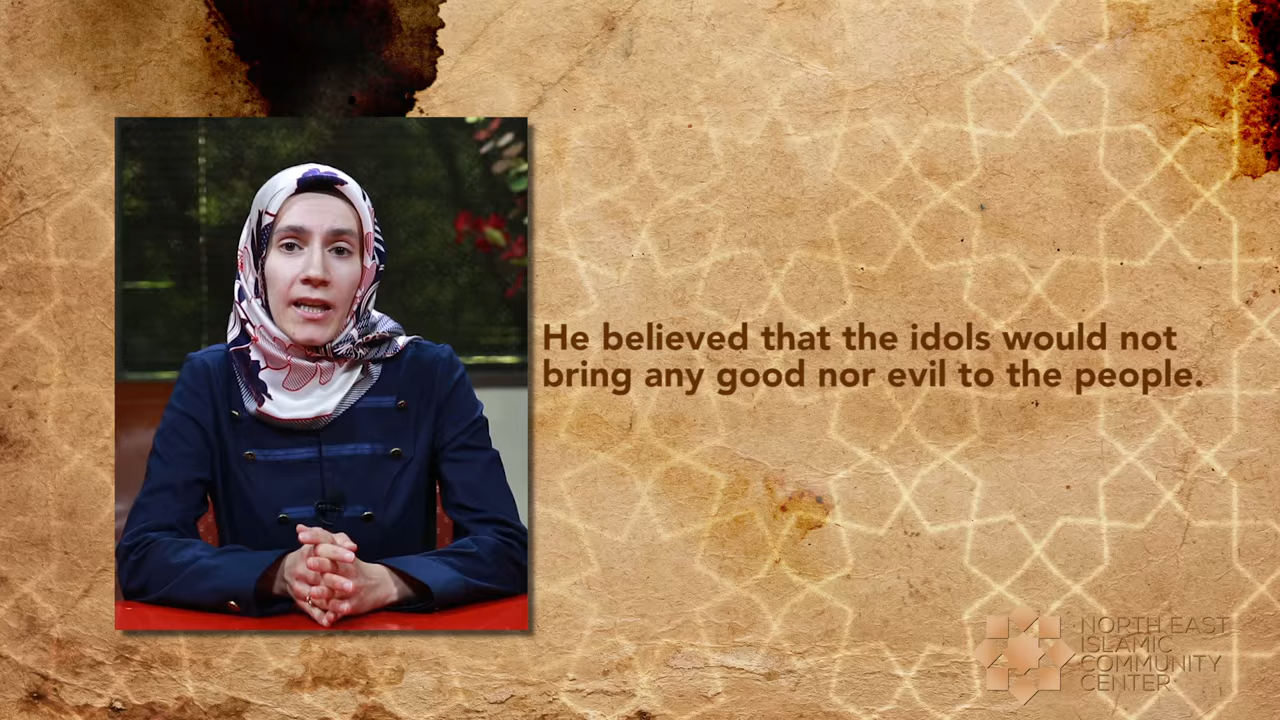 He believed that the idols would not
bring any good nor evil to the people.
NORTH EAST
ISLAMIC
COMMUNITY
CENTER